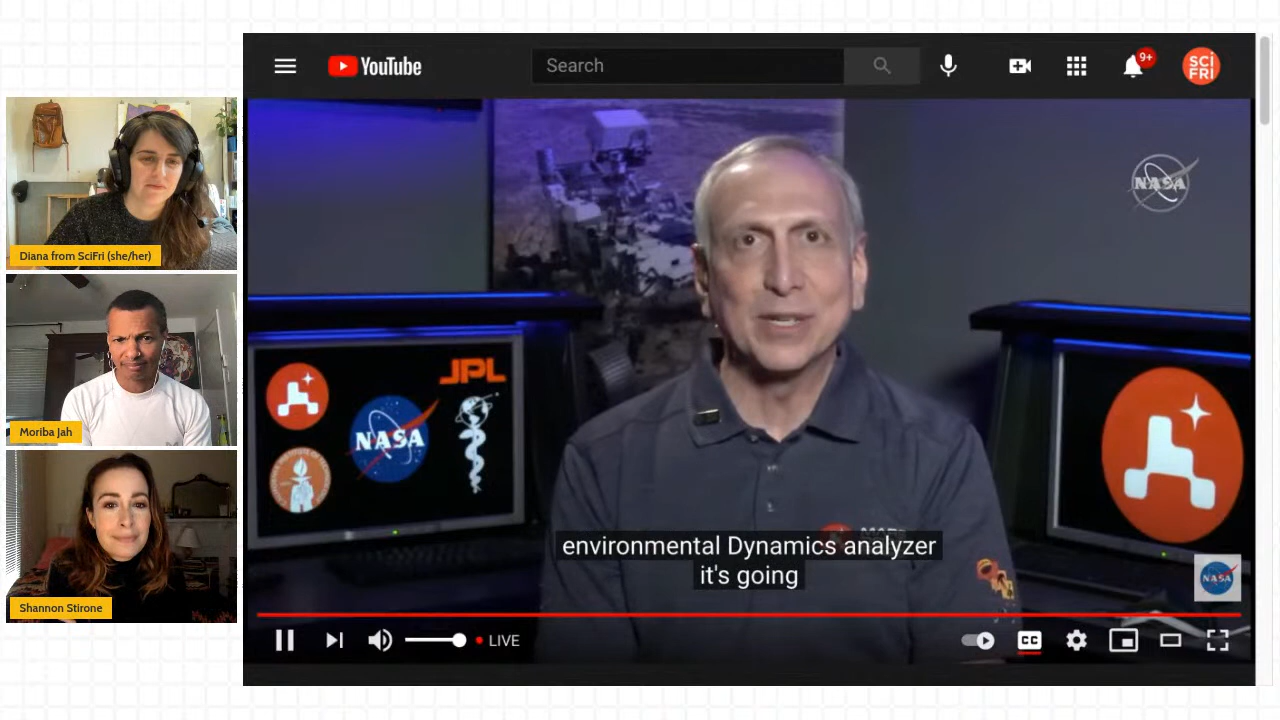 YouTube
Search
9+
SCI
FRI
NASA
Diana from SciFri (she/her)
Moriba Jah
Shannon Stirone
JPL
NASA
environmental Dynamics analyzer
it's going
NASA
LIVE
CC